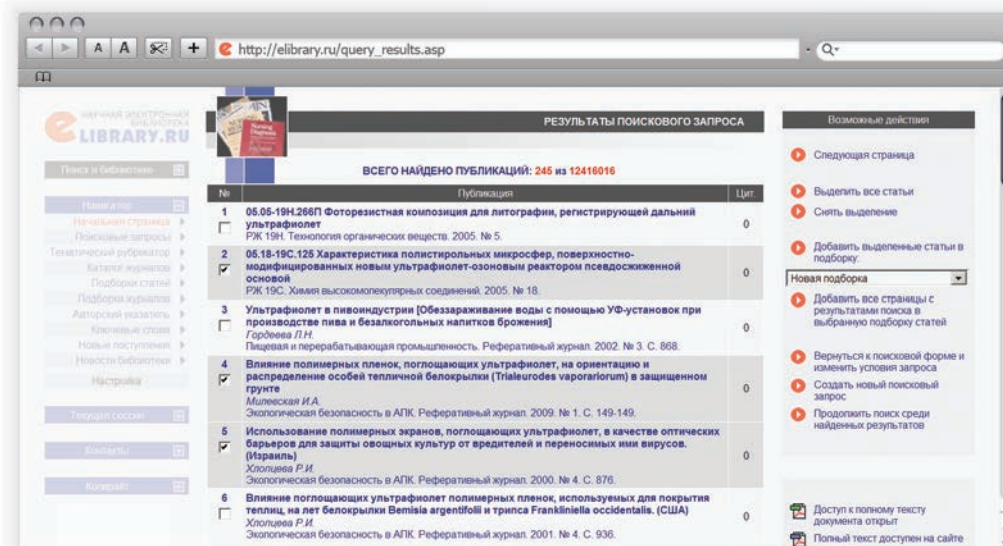 A A + http://elibrary.ru/query_results.asp
НАУЧНАЯ ЭЛЕКТРОННАЯ
БИБЛИОТЕКА
eLIBRARY.RU
Поиск в библиотеке
Навигатор
Начальная страница
Поисковые запросы
Тематический рубрикатор
Каталог журналов
Подборки статей
Подборки журналов
Авторский указатель
Ключевые слова
Новые поступления
Новости библиотеки
Настройка
Текущая сессия
Контакты
Копирайт
Nursing
Diagnosis
РЕЗУЛЬТАТЫ ПОИСКОВОГО ЗАПРОСА
ВСЕГО НАЙДЕНО ПУБЛИКАЦИЙ: 245 из 12416016
№ Публикация Цит.
1 05.05-19Н.266П Фоторезистная композиция для литографии, регистрирующей дальний
ультрафиолет
РЖ 19Н. Технология органических веществ. 2005. № 5.
0
2 05.18-19С.125 Характеристика полистирольных микросфер, поверхностно-
модифицированных новым ультрафиолет-озоновым реактором псевдосжиженной
основой
РЖ 19С. Химия высокомолекулярных соединений. 2005. № 18.
0
3 Ультрафиолет в пивоиндустрии [Обеззараживание воды с помощью УФ-установок при
производстве пива и безалкогольных напитков брожения]
Гордеева Л.Н.
Пищевая и перерабатывающая промышленность. Реферативный журнал. 2002. № 3. С. 868.
0
4 Влияние полимерных пленок, поглощающих ультрафиолет, на ориентацию и
распределение особей тепличной белокрылки (Trialeurodes vaporariorum) в защищенном
грунте
Милевская И.А.
Экологическая безопасность в АПК. Реферативный журнал. 2009. № 1. С. 149-149.
0
5 Использование полимерных экранов, поглощающих ультрафиолет, в качестве оптических
барьеров для защиты овощных культур от вредителей и переносимых ими вирусов.
(Израиль)
Хлопцева Р.И.
Экологическая безопасность в АПК. Реферативный журнал. 2000. № 4. С. 876.
0
6 Влияние поглощающих ультрафиолет полимерных пленок, используемых для покрытия
теплиц, на лет белокрылки Bemisia argentifolii и трипса Frankliniella occidentalis. (США)
Хлопцева Р.И.
Экологическая безопасность в АПК. Реферативный журнал. 2001. № 4. С. 936.
0
Возможные действия
Следующая страница
Выделить все статьи
Снять выделение
Добавить выделенные статьи в
подборку:
Новая подборка
Добавить все страницы с
результатами поиска в
выбранную подборку статей
Вернуться к поисковой форме и
изменить условия запроса
Создать новый поисковый
запрос
Продолжить поиск среди
найденных результатов
Доступ к полному тексту
документа открыт
Полный текст доступен на сайте